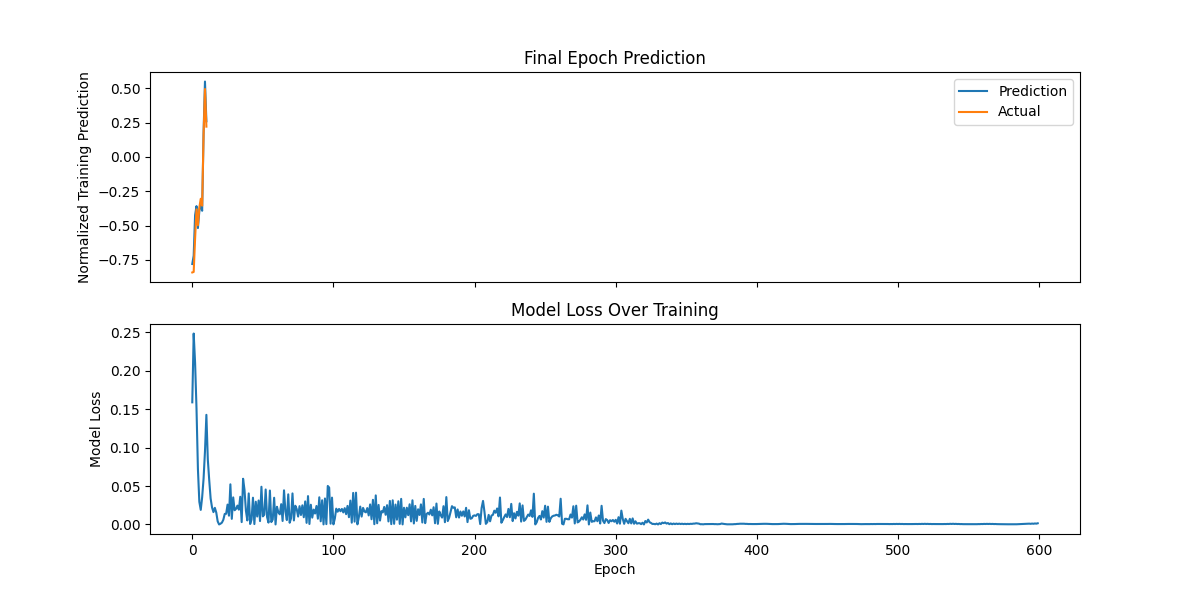 Final Epoch Prediction
Normalized Training Prediction
0.50
0.25
0.00
−0.25
−0.50
−0.75
Prediction
Actual
Model Loss Over Training
Model Loss
0.25
0.20
0.15
0.10
0.05
0.00
0 100 200 300 400 500 600
Epoch